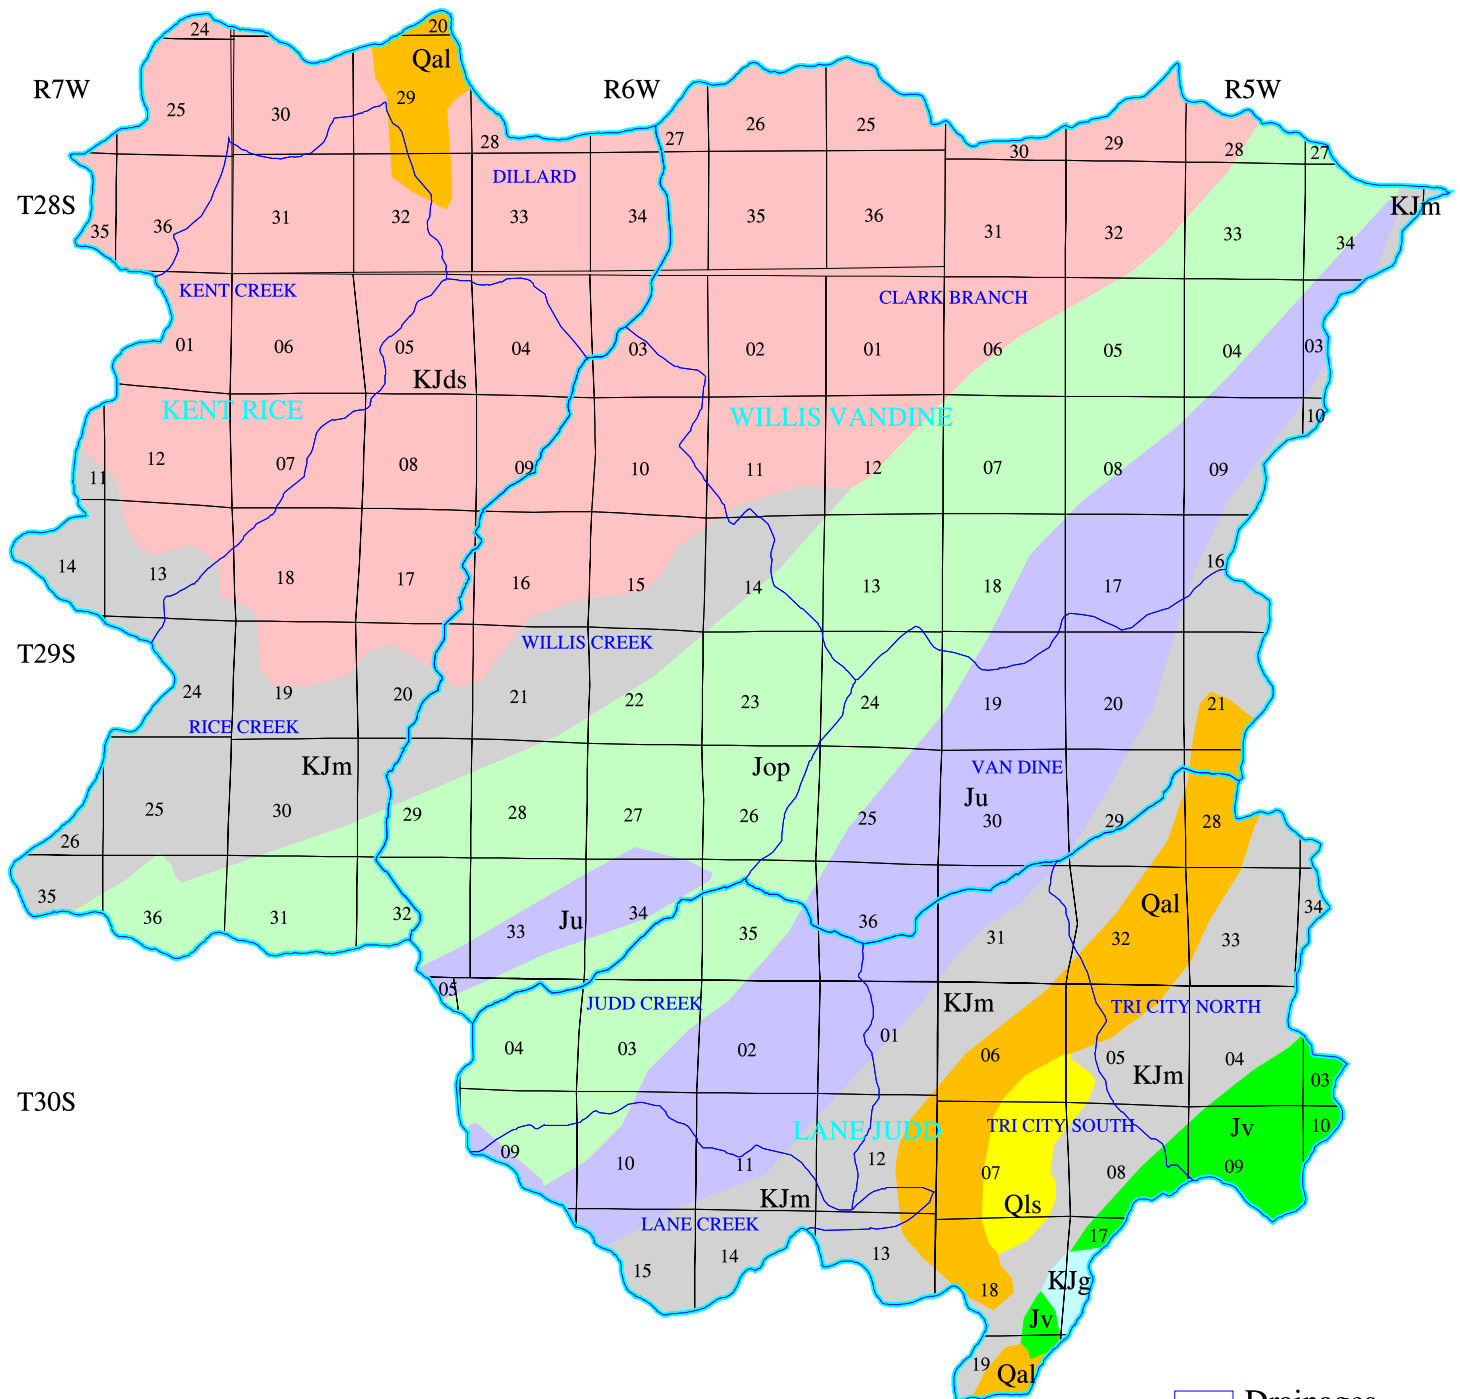 24 20
Qal
R7W R6W R5W
25 30 29 28 27 26 25 30 29 28 27
T28S
DILLARD
KJm
35 36 31 32 33 34 35 36 31 32 33 34
KENT CREEK CLARK BRANCH
01 06 05 04 03 02 01 06 05 04 03
KJds
KENT RICE WILLIS VANDINE
10
11 12 07 08 09 10 11 12 07 08 09
14 13 18 17 16 15 14 13 18 17 16
T29S
WILLIS CREEK
24 19 20 21 22 23 24 19 20 21
RICE CREEK
KJm Jop VAN DINE
Ju
26 25 30 29 28 27 26 25 30 29 28
35 36 31 32 33 Ju 34 35 36 31 32 33 34
Qal
05 JUDD CREEK KJm TRI CITY NORTH
04 03 02 01 06 05 04 03
KJm
T30S
LANE JUDD TRI CITY SOUTH Jv 10
09 10 11 12 07 08 09
KJm Qls
LANE CREEK 17
15 14 13 18
KJg
Jv
19 Qal
Drainages